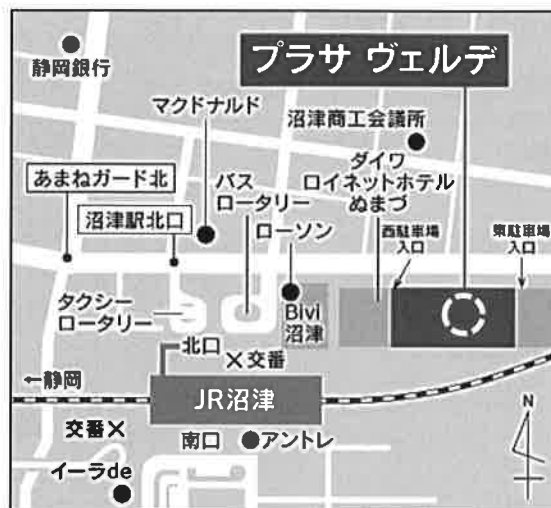 プラサ ヴェルデ
静岡銀行
マクドナルド
沼津商工会議所
ダイワ
ロイネットホテル
ぬまづ
あまねガード北
バス
ロータリー
沼津駅北口
ローソン
西駐車場
入口
東駐車場
入口
タクシー
ロータリー
Bivi
沼津
北口
×交番
←静岡
JR沼津
N
交番×
南口
アントレ
イーラde